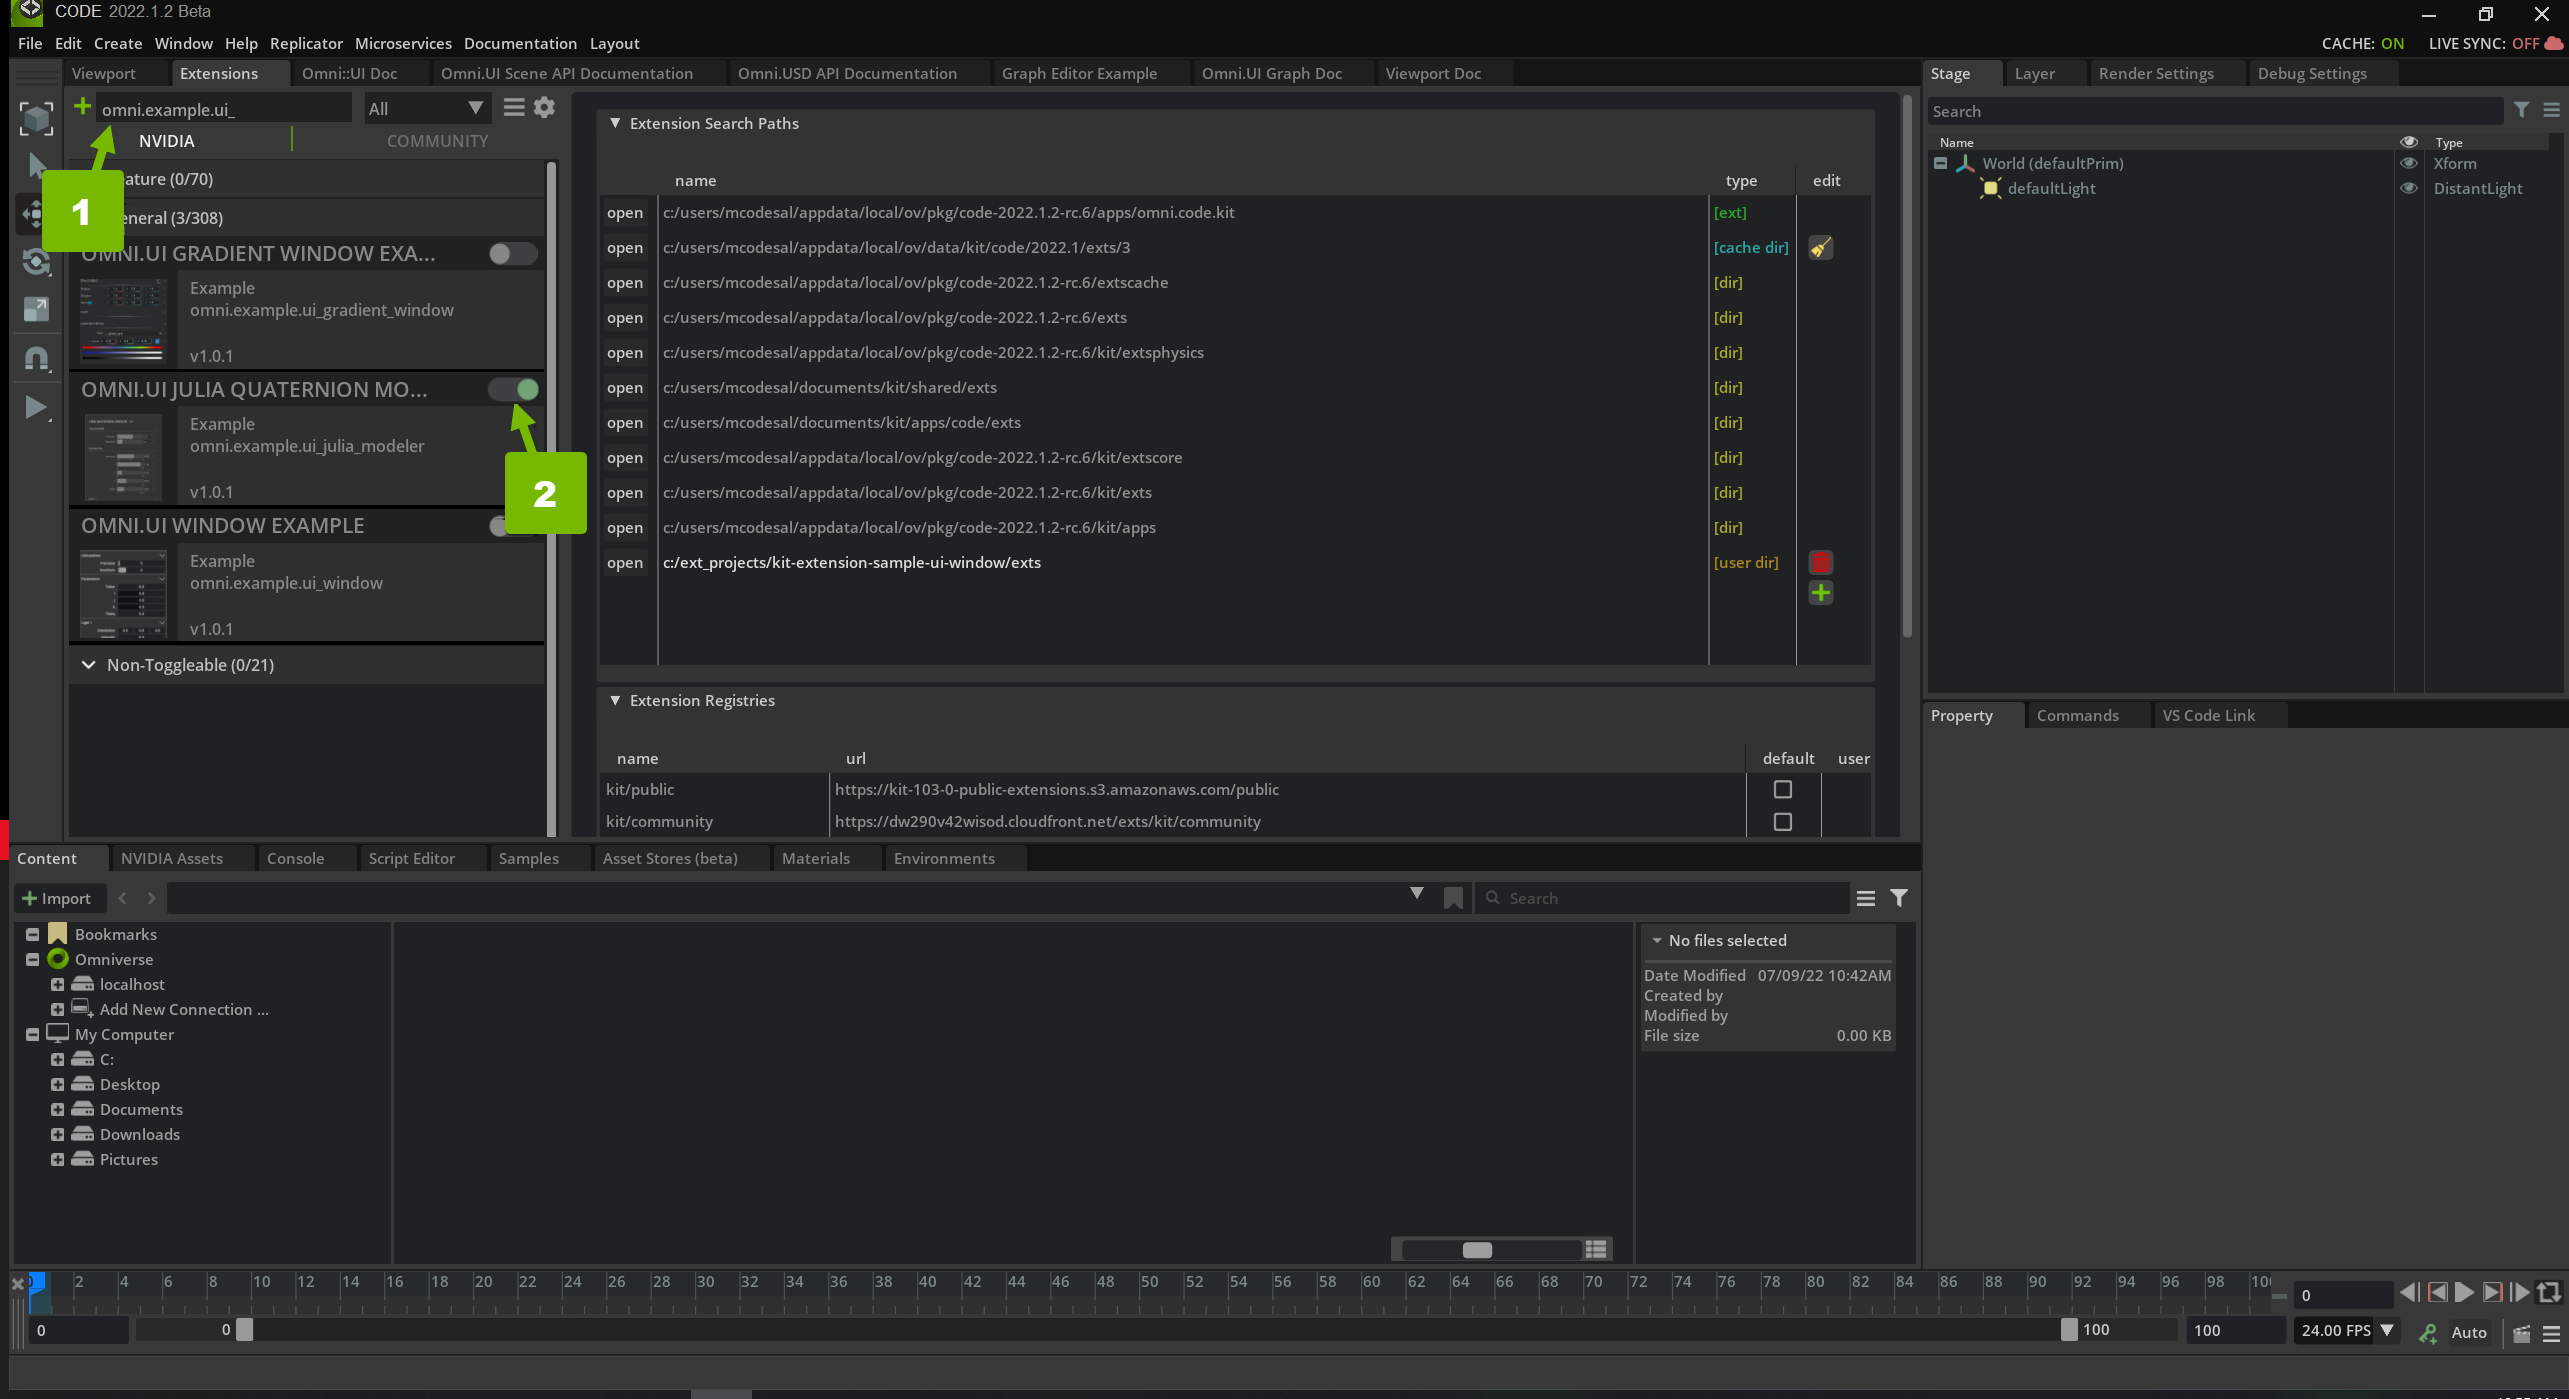 CODE 2022.1.2 Beta
File Edit Create Window Help Replicator Microservices Documentation Layout
CACHE: ON LIVE SYNC: OFF
Viewport Extensions Omni::UI Doc Omni.UI Scene API Documentation Omni.USD API Documentation Graph Editor Example Omni.UI Graph Doc Viewport Doc
omni.example.ui_ All
NVIDIA COMMUNITY
1
ature (0/70)
eneral (3/308)
OMNI.UI GRADIENT WINDOW EXA...
Example
omni.example.ui_gradient_window
v1.0.1
OMNI.UI JULIA QUATERNION MO...
Example
omni.example.ui_julia_modeler
v1.0.1
2
OMNI.UI WINDOW EXAMPLE
Example
omni.example.ui_window
v1.0.1
Non-Toggleable (0/21)
Extension Search Paths
name type edit
open c:/users/mcodesal/appdata/local/ov/pkg/code-2022.1.2-rc.6/apps/omni.code.kit [ext]
open c:/users/mcodesal/appdata/local/ov/data/kit/code/2022.1/exts/3 [cache dir]
open c:/users/mcodesal/appdata/local/ov/pkg/code-2022.1.2-rc.6/extscache [dir]
open c:/users/mcodesal/appdata/local/ov/pkg/code-2022.1.2-rc.6/exts [dir]
open c:/users/mcodesal/appdata/local/ov/pkg/code-2022.1.2-rc.6/kit/extsphysics [dir]
open c:/users/mcodesal/documents/kit/shared/exts [dir]
open c:/users/mcodesal/documents/kit/apps/code/exts [dir]
open c:/users/mcodesal/appdata/local/ov/pkg/code-2022.1.2-rc.6/kit/extscore [dir]
open c:/users/mcodesal/appdata/local/ov/pkg/code-2022.1.2-rc.6/kit/exts [dir]
open c:/users/mcodesal/appdata/local/ov/pkg/code-2022.1.2-rc.6/kit/apps [dir]
open c:/ext_projects/kit-extension-sample-ui-window/exts [user dir]
Extension Registries
name url default user
kit/public https://kit-103-0-public-extensions.s3.amazonaws.com/public
kit/community https://dw290v42wisod.cloudfront.net/exts/kit/community
Stage Layer Render Settings Debug Settings
Search
Name Type
World (defaultPrim) Xform
defaultLight DistantLight
Property Commands VS Code Link
Content NVIDIA Assets Console Script Editor Samples Asset Stores (beta) Materials Environments
Import Search
Bookmarks
Omniverse
localhost
Add New Connection ...
My Computer
C:
Desktop
Documents
Downloads
Pictures
No files selected
Date Modified 07/09/22 10:42AM
Created by
Modified by
File size 0.00 KB
0 2 4 6 8 10 12 14 16 18 20 22 24 26 28 30 32 34 36 38 40 42 44 46 48 50 52 54 56 58 60 62 64 66 68 70 72 74 76 78 80 82 84 86 88 90 92 94 96 98 100 0
0 0 100 100 24.00 FPS Auto